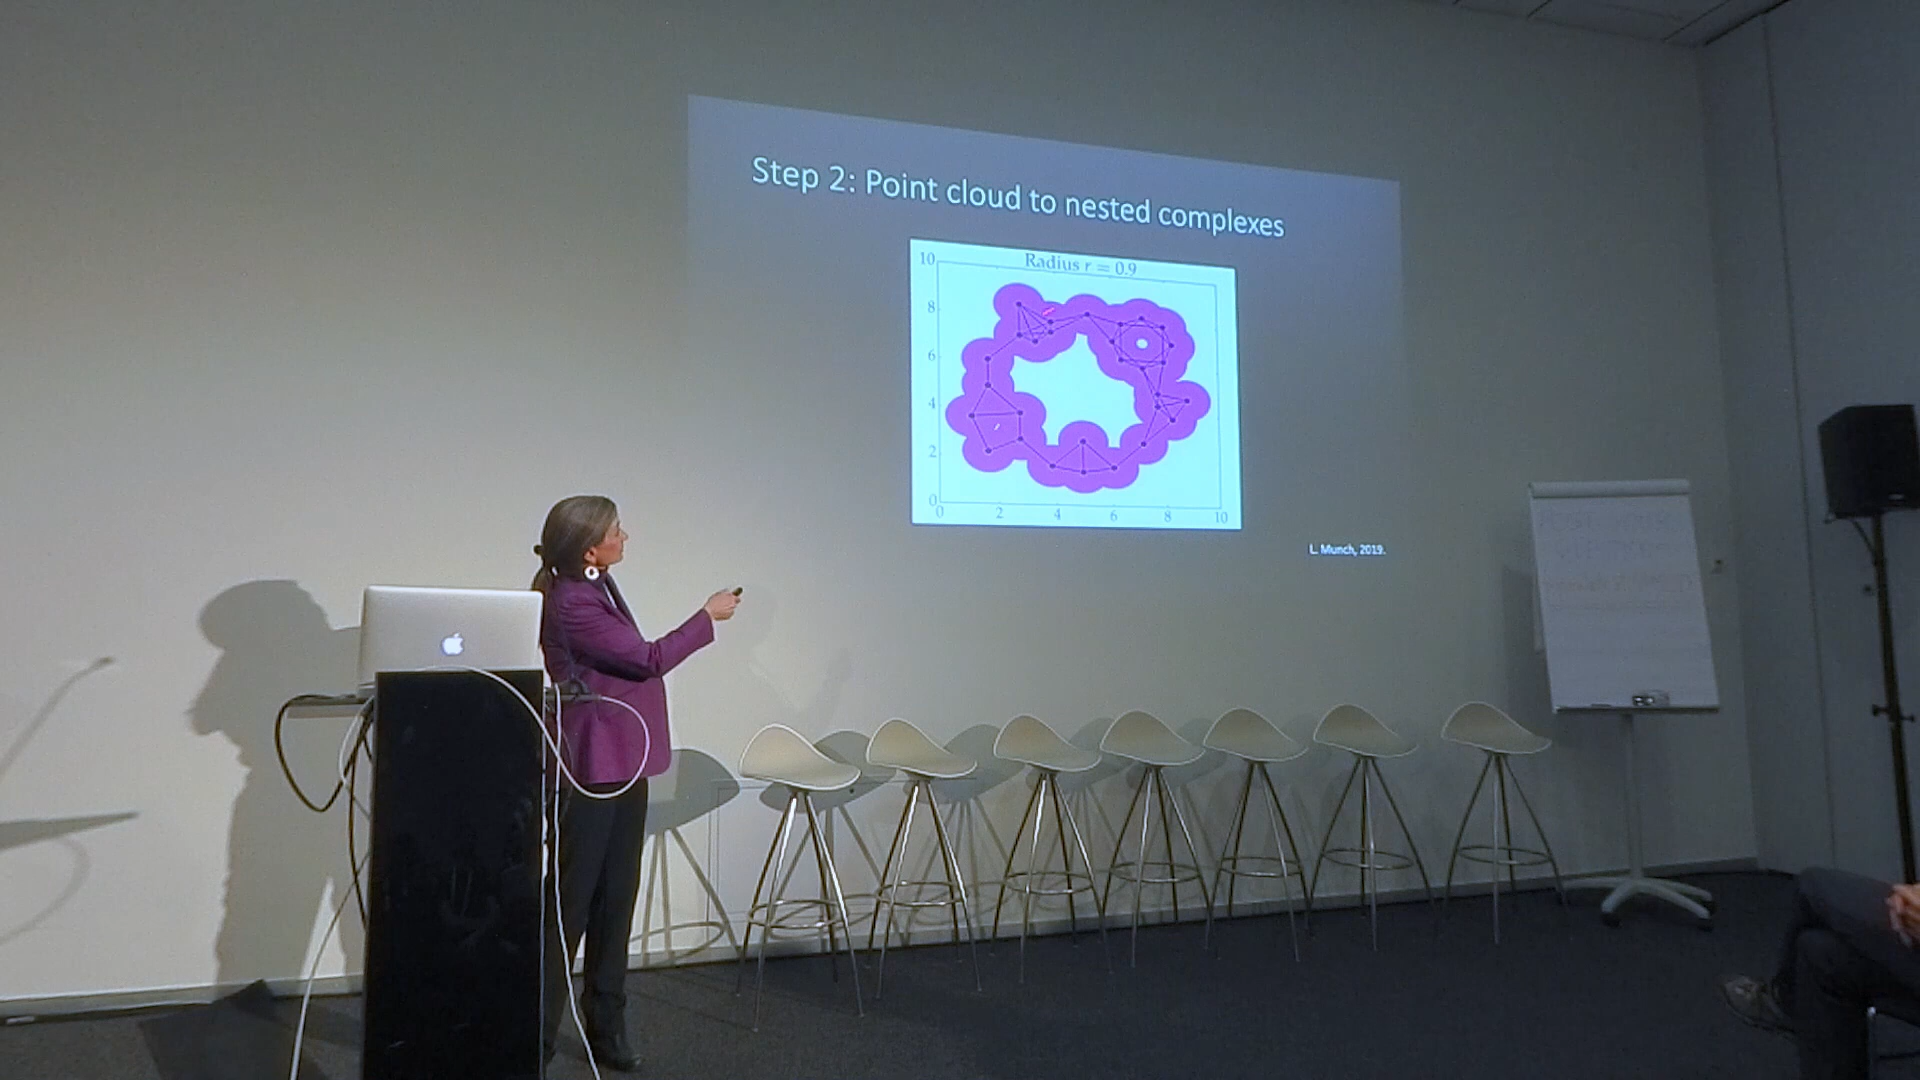 Step 2: Point cloud to nested complexes
Radius r = 0.9
10
8
6
4
2
0
0 2 4 6 8 10
L. Munch, 2019.